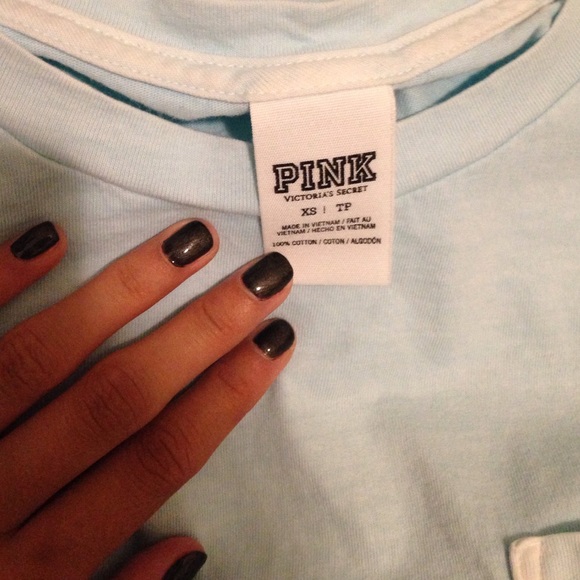 PINK
VICTORIA'S SECRET
XS | TP
MADE IN VIETNAM / FAIT AU
VIETNAM / HECHO EN VIETNAM
100% COTTON / COTON / ALGODÓN